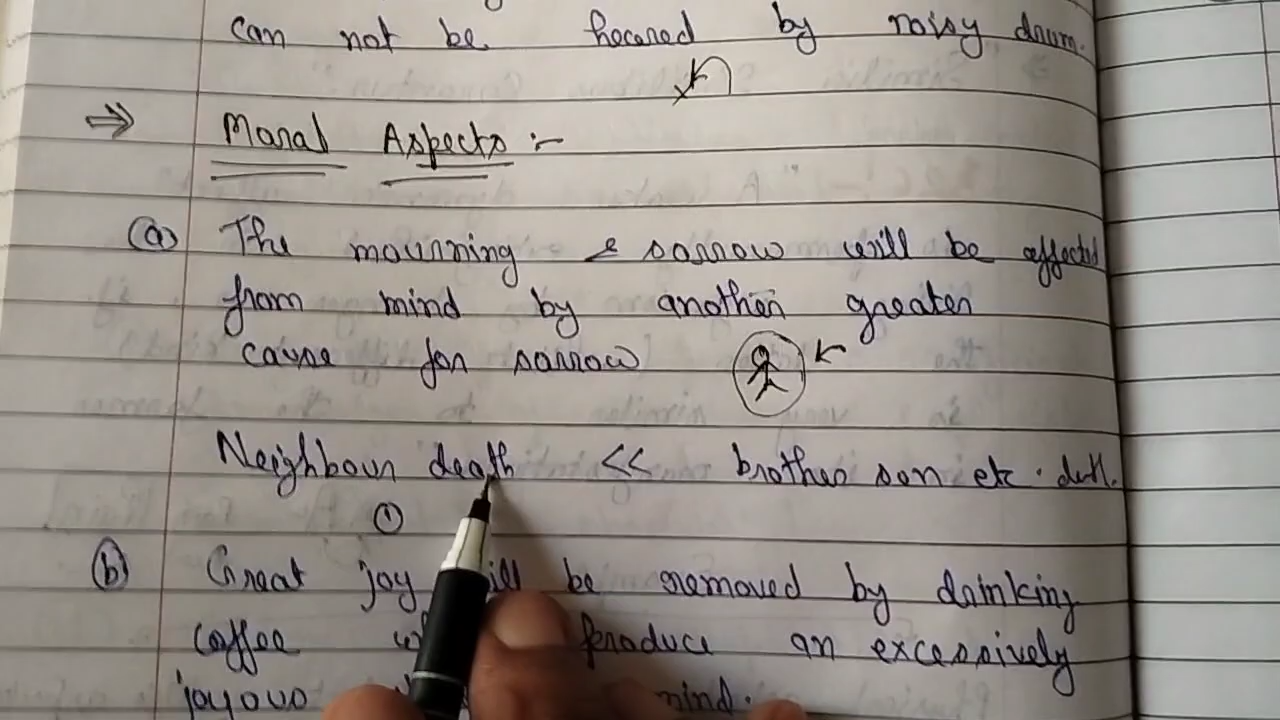 can not be heared by noisy drum.
⇒ Moral Aspects :-
(a) The mourning & sorrow will be effected
from mind by another greater
cause for sorrow
Neighbour death << brother son etc. deth.
①
(b) Great joy will be removed by drinking
coffee produce an excessively
joyous mind.